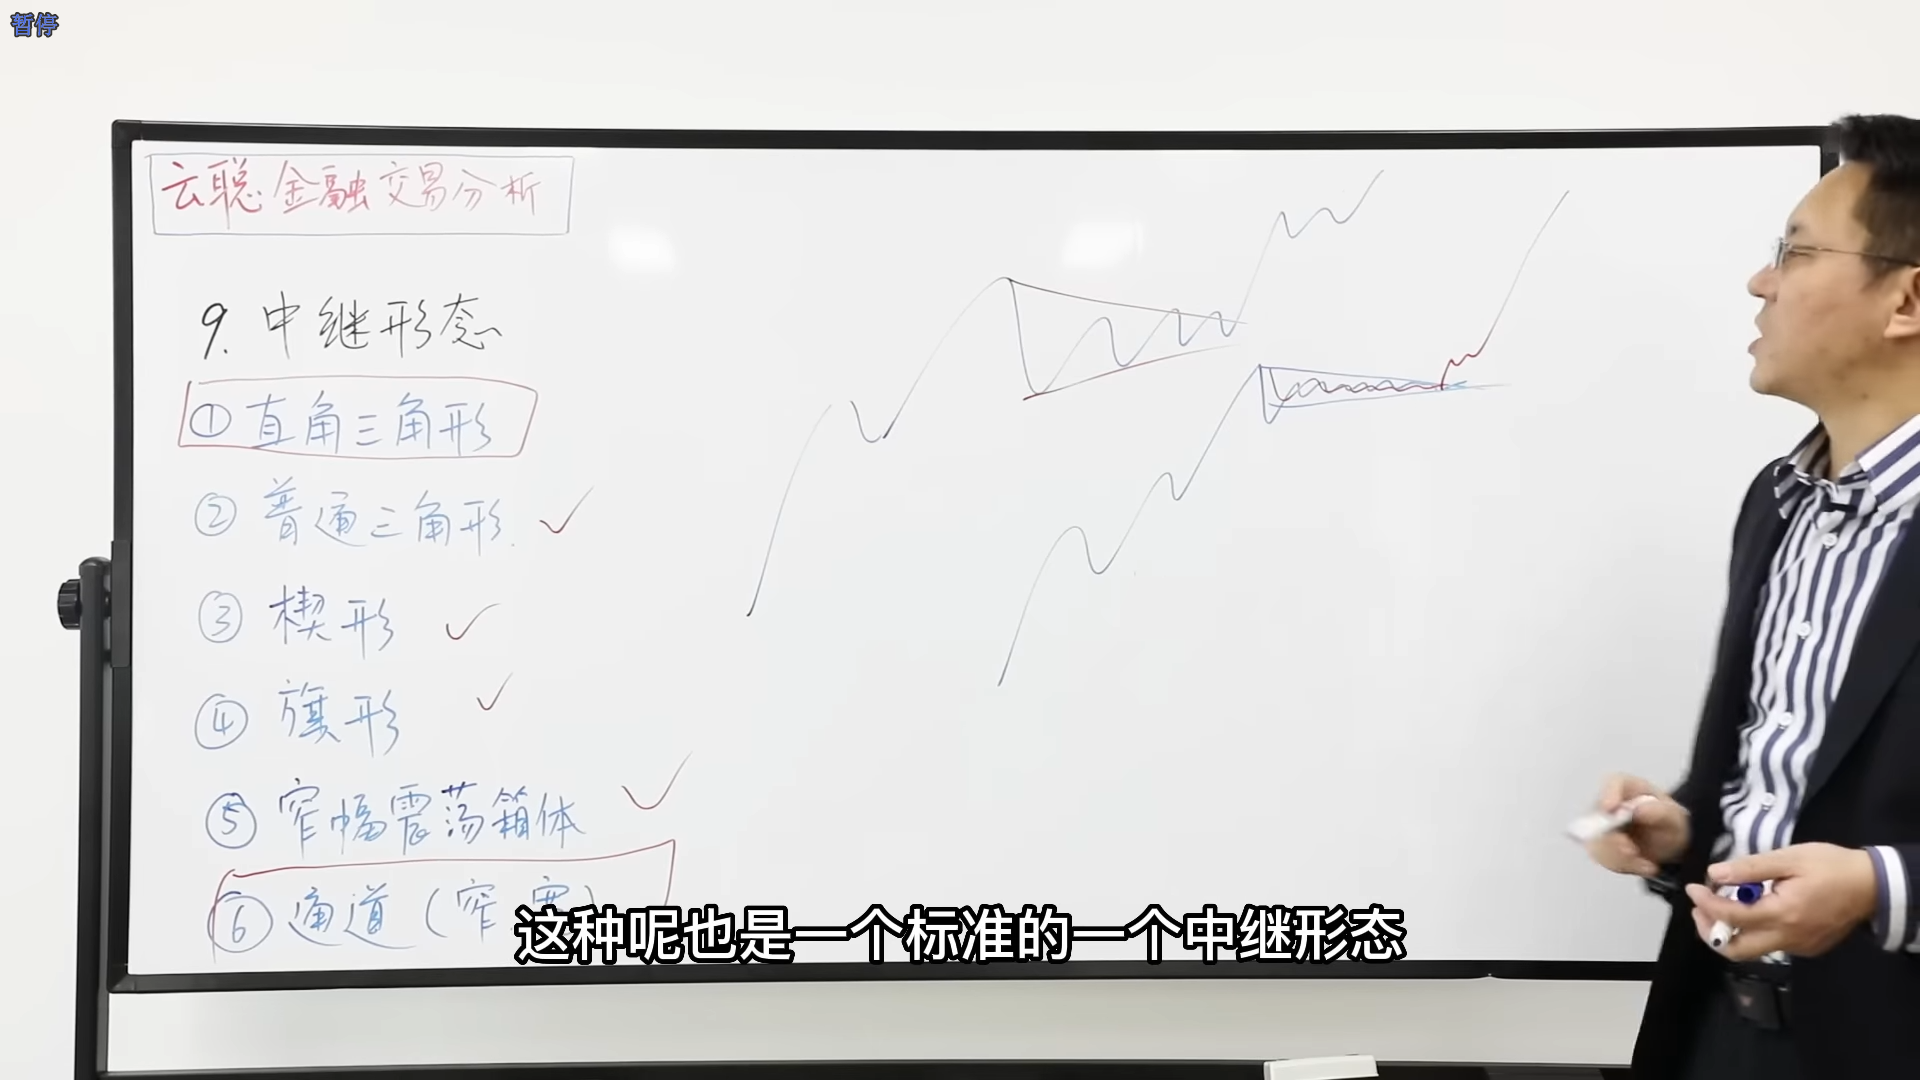 暂停
云聪金融交易分析
9. 中继形态
① 直角三角形
② 普通三角形
③ 楔形
④ 旗形
⑤ 窄幅震荡箱体
⑥ 通道(窄
这种呢也是一个标准的一个中继形态